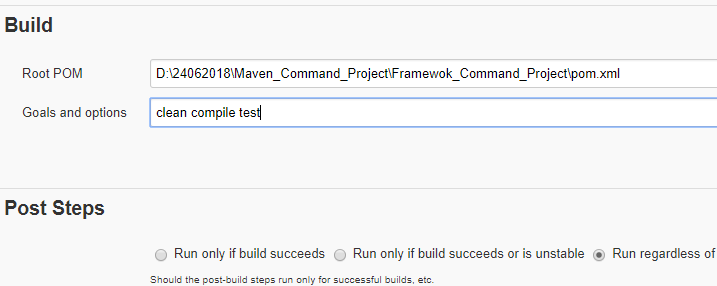 Build
Root POM D:\24062018\Maven_Command_Project\Framewok_Command_Project\pom.xml
Goals and options clean compile test
Post Steps
Run only if build succeeds Run only if build succeeds or is unstable Run regardless of
Should the post-build steps run only for successful builds, etc.